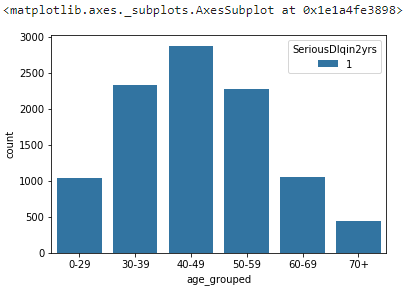 <matplotlib.axes._subplots.AxesSubplot at 0x1e1a4fe3898>
3000
2500
2000
1500
1000
500
0
count
SeriousDlqin2yrs
1
0-29 30-39 40-49 50-59 60-69 70+
age_grouped